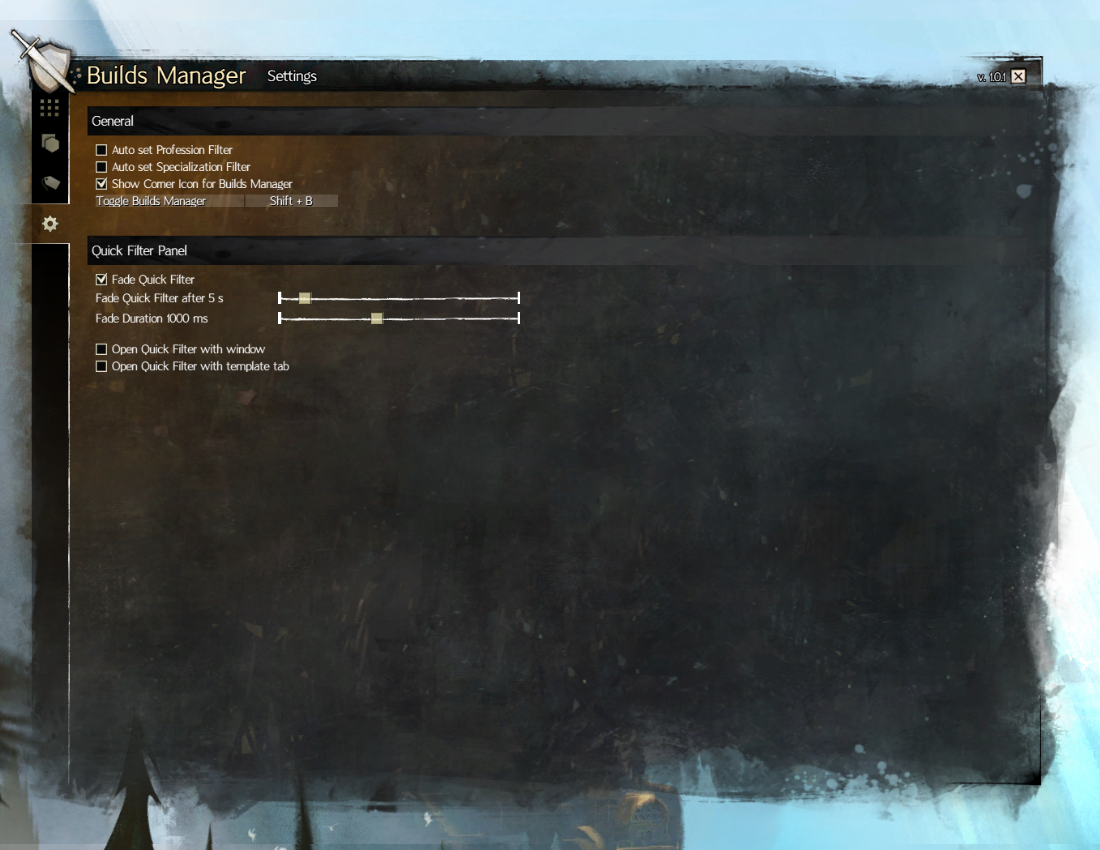 Builds Manager Settings v. 1.0.1
General
Auto set Profession Filter
Auto set Specialization Filter
Show Corner Icon for Builds Manager
Toggle Builds Manager Shift + B
Quick Filter Panel
Fade Quick Filter
Fade Quick Filter after 5 s
Fade Duration 1000 ms
Open Quick Filter with window
Open Quick Filter with template tab